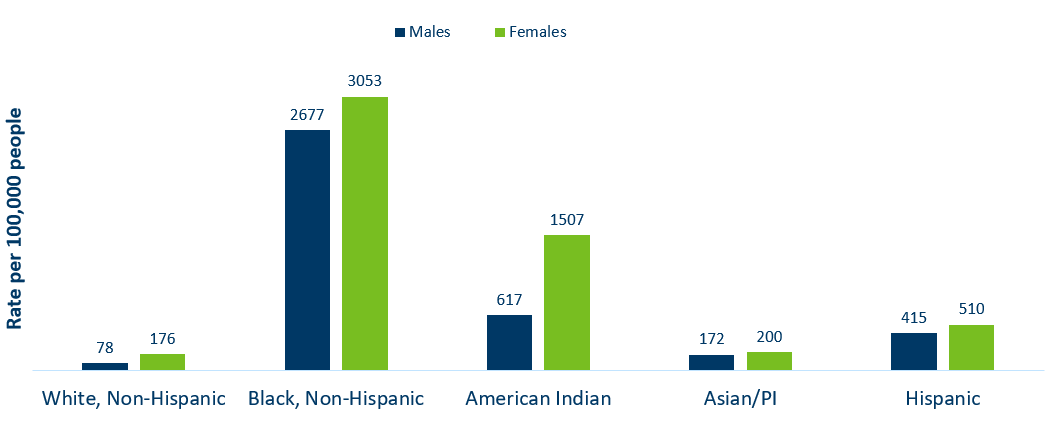 Males Females
Rate per 100,000 people
78 176 2677 3053 617 1507 172 200 415 510
White, Non-Hispanic Black, Non-Hispanic American Indian Asian/PI Hispanic